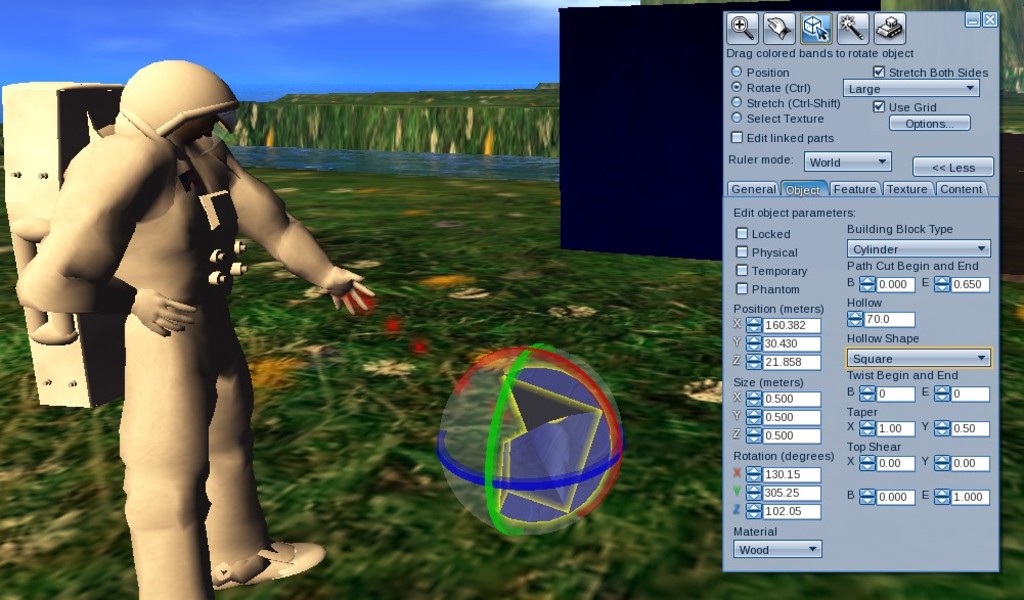 Drag colored bands to rotate object
Position
Stretch Both Sides
Rotate (Ctrl)
Large
Stretch (Ctrl-Shift)
Use Grid
Select Texture
Options...
Edit linked parts
Ruler mode: World
<< Less
General Object Feature Texture Content
Edit object parameters:
Locked
Physical
Temporary
Phantom
Position (meters)
X 160.382
Y 30.430
Z 21.858
Size (meters)
X 0.500
Y 0.500
Z 0.500
Rotation (degrees)
X 130.15
Y 305.25
Z 102.05
Material
Wood
Building Block Type
Cylinder
Path Cut Begin and End
B 0.000 E 0.650
Hollow
70.0
Hollow Shape
Square
Twist Begin and End
B 0 E 0
Taper
X 1.00 Y 0.50
Top Shear
X 0.00 Y 0.00
B 0.000 E 1.000